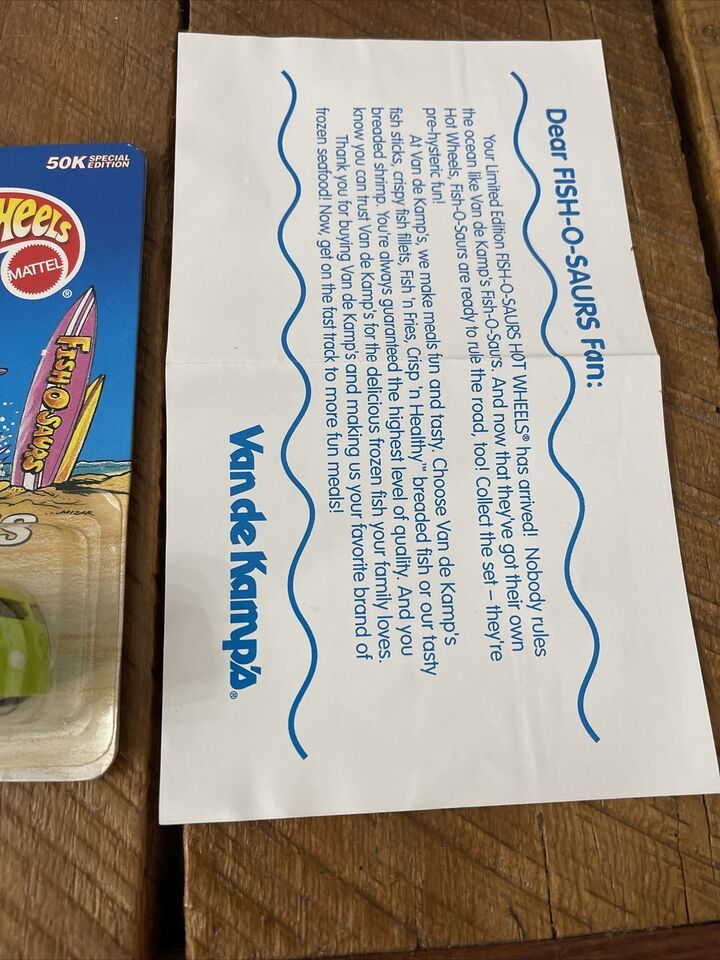 50K SPECIAL
EDITION
HEELS
MATTEL
®
FISH-O-SAURS
...MIZAR
S
Dear FISH-O-SAURS Fan:
Your Limited Edition FISH-O-SAURS HOT WHEELS® has arrived! Nobody rules
the ocean like Van de Kamp's Fish-O-Saurs. And now that they've got their own
Hot Wheels, Fish-O-Saurs are ready to rule the road, too! Collect the set – they're
pre-hysteric fun!
At Van de Kamp's, we make meals fun and tasty. Choose Van de Kamp's
fish sticks, crispy fish fillets, Fish 'n Fries, Crisp 'n Healthy™ breaded fish or our tasty
breaded shrimp. You're always guaranteed the highest level of quality. And you
know you can trust Van de Kamp's for the delicious frozen fish your family loves.
Thank you for buying Van de Kamp's and making us your favorite brand of
frozen seafood! Now, get on the fast track to more fun meals!
Van de Kamp's®